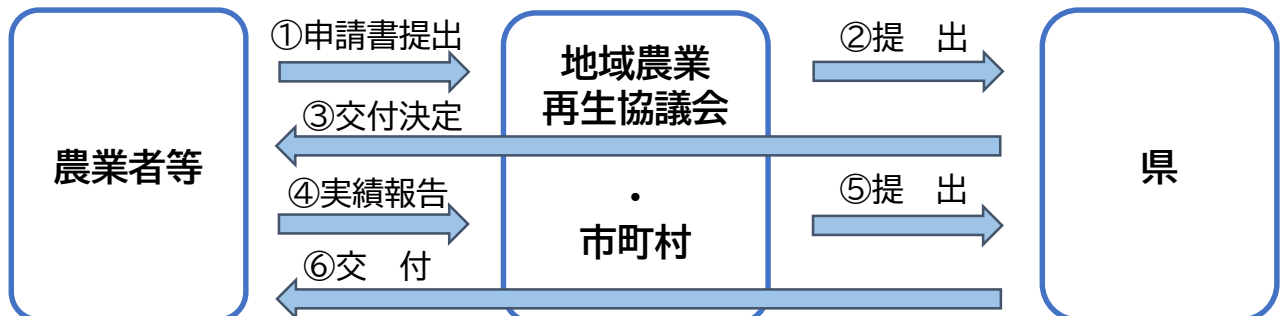 ①申請書提出
②提　出
地域農業
再生協議会
③交付決定
農業者等
県
④実績報告
・
⑤提　出
市町村
⑥交　付